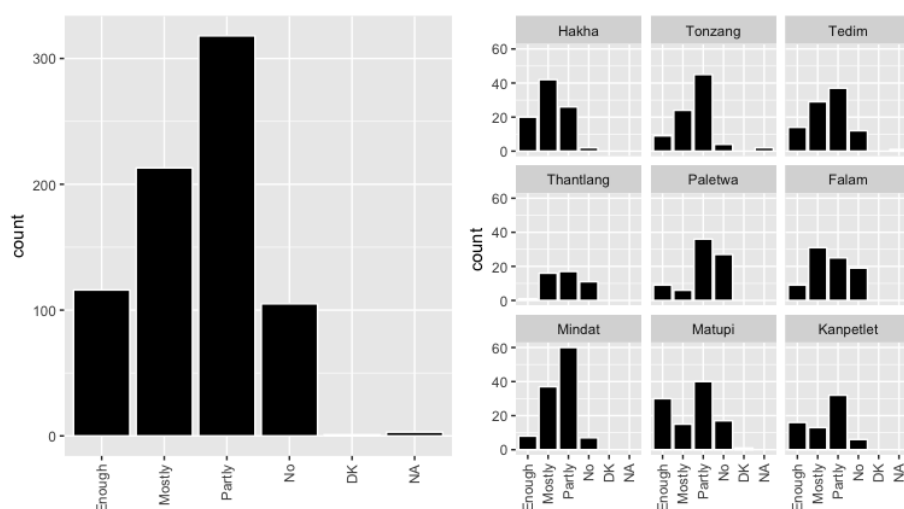 count
300
200
100
0
Enough
Mostly
Partly
No
DK
NA
count
Hakha
Tonzang
Tedim
60
40
20
0
Thantlang
Paletwa
Falam
60
40
20
0
Mindat
Matupi
Kanpetlet
60
40
20
0
Enough
Mostly
Partly
No
DK
NA
Enough
Mostly
Partly
No
DK
NA
Enough
Mostly
Partly
No
DK
NA